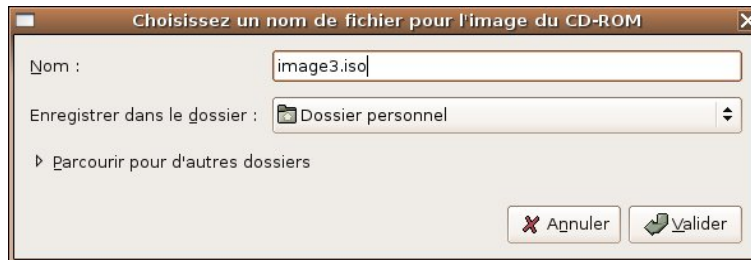 Choisissez un nom de fichier pour l'image du CD-ROM
Nom : image3.iso
Enregistrer dans le dossier : Dossier personnel
Parcourir pour d'autres dossiers
Annuler Valider